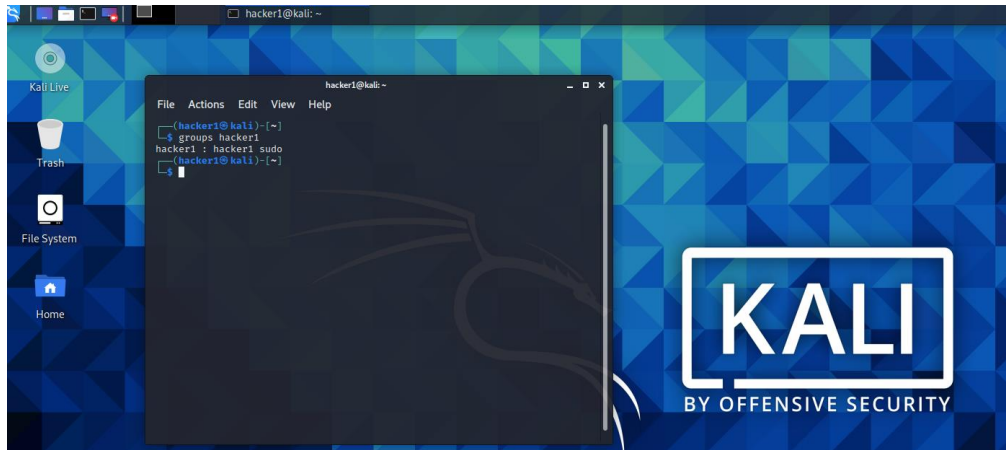 hacker1@kali: ~
Kali Live
Trash
File System
Home
hacker1@kali: ~
File Actions Edit View Help
┌──(hacker1㉿kali)-[~]
└─$ groups hacker1
hacker1 : hacker1 sudo
┌──(hacker1㉿kali)-[~]
└─$
KALI
BY OFFENSIVE SECURITY